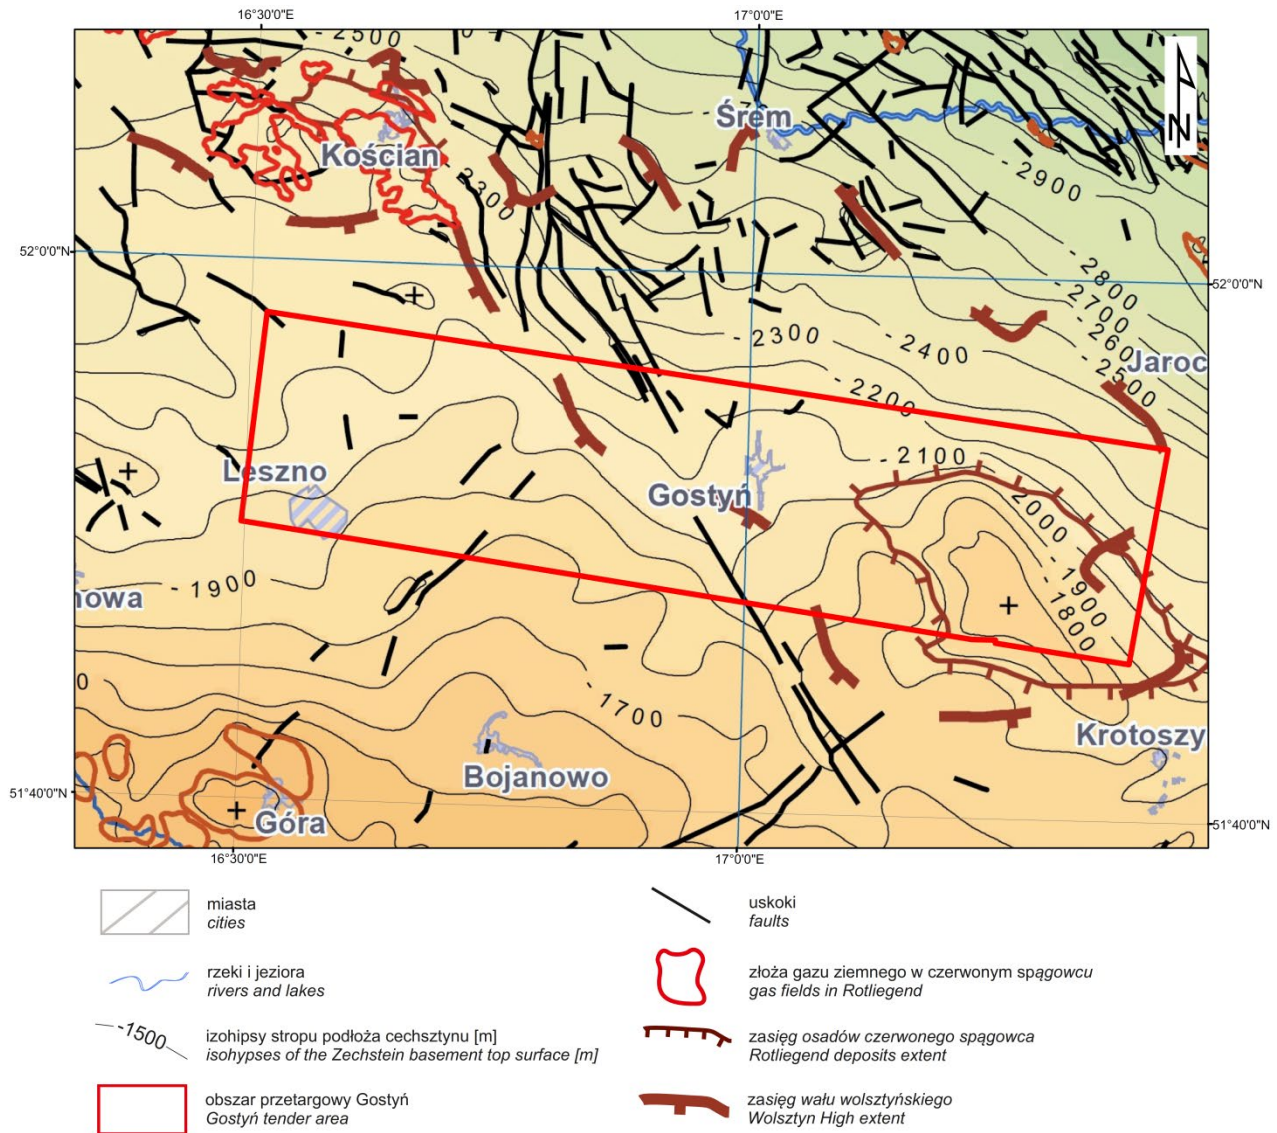 16°30'0"E
17°0'0"E
-2500
Śrem
N
Kościan
-2300
-2900
52°0'0"N
-2800
52°0'0"N
-2700
-260
-2300
-2400
-2500
Jaroc
-2200
-2100
Leszno
Gostyń
-2000
-1900
-1900
-1800
nowa
0
-1700
Krotoszy
Bojanowo
51°40'0"N
Góra
51°40'0"N
16°30'0"E
17°0'0"E
miasta
cities
rzeki i jeziora
rivers and lakes
-1500
izohipsy stropu podłoża cechsztynu [m]
isohypses of the Zechstein basement top surface [m]
obszar przetargowy Gostyń
Gostyń tender area
uskoki
faults
złoża gazu ziemnego w czerwonym spągowcu
gas fields in Rotliegend
zasięg osadów czerwonego spągowca
Rotliegend deposits extent
zasięg wału wolsztyńskiego
Wolsztyn High extent